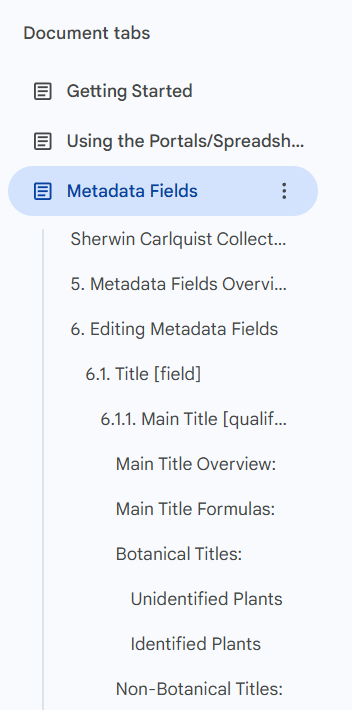 Document tabs
Getting Started
Using the Portals/Spreadsh...
Metadata Fields
Sherwin Carlquist Collect...
5. Metadata Fields Overvi...
6. Editing Metadata Fields
6.1. Title [field]
6.1.1. Main Title [qualif...
Main Title Overview:
Main Title Formulas:
Botanical Titles:
Unidentified Plants
Identified Plants
Non-Botanical Titles: